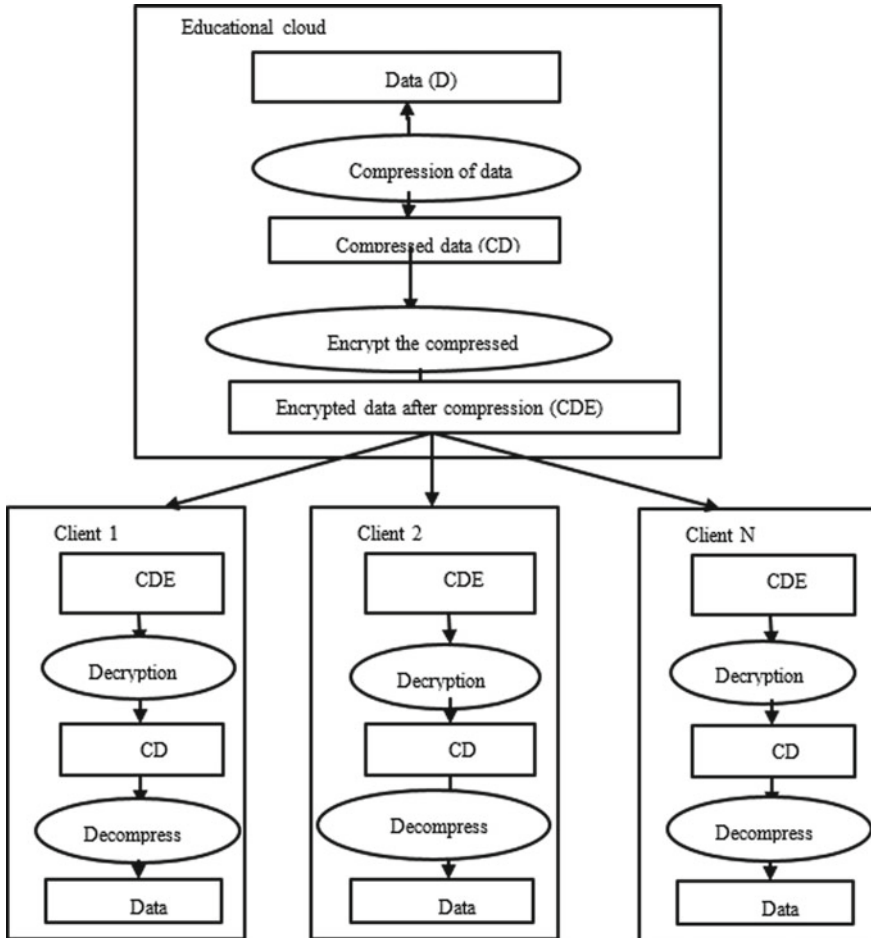 Educational cloud
Data (D)
Compression of data
Compressed data (CD)
Encrypt the compressed
Encrypted data after compression (CDE)
Client 1
CDE
Decryption
CD
Decompress
Data
Client 2
CDE
Decryption
CD
Decompress
Data
Client N
CDE
Decryption
CD
Decompress
Data